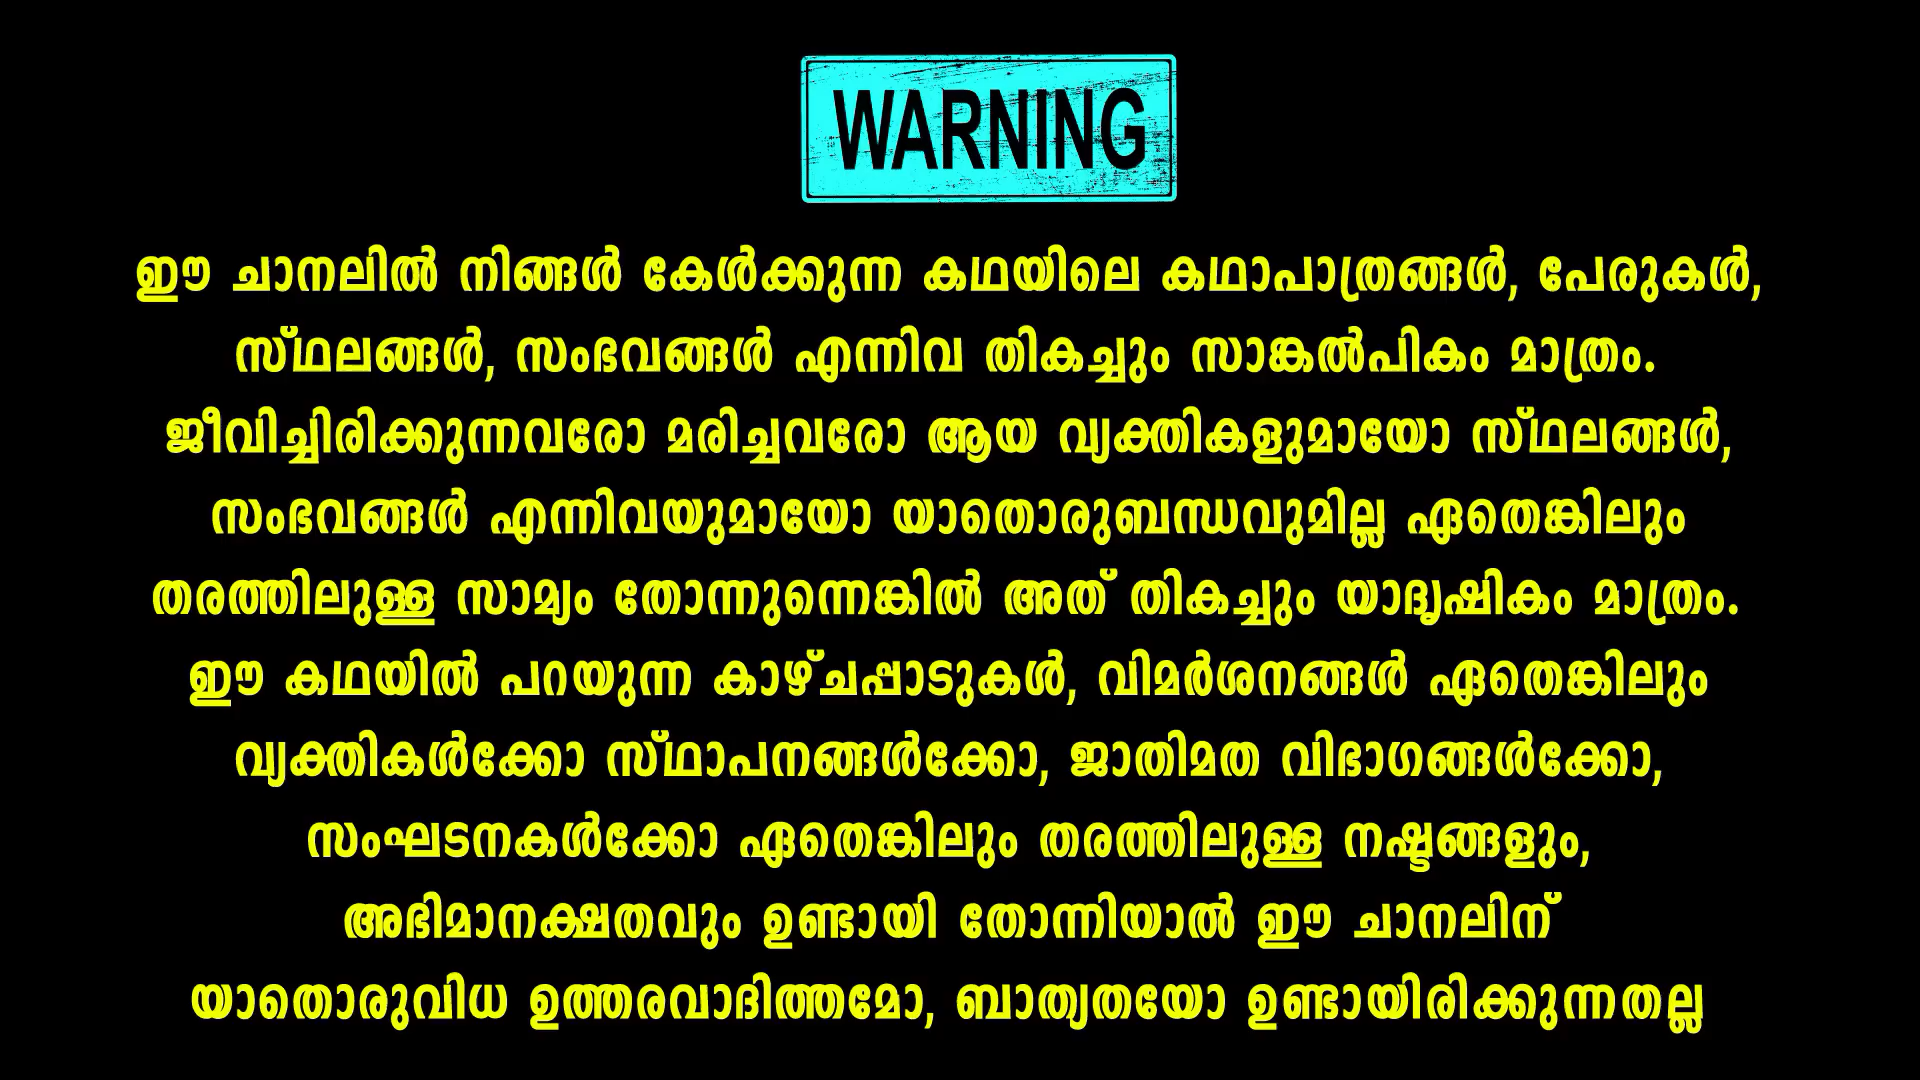 WARNING
ഈ ചാനലിൽ നിങ്ങൾ കേൾക്കുന്ന കഥയിലെ കഥാപാത്രങ്ങൾ, പേരുകൾ,
സ്ഥലങ്ങൾ, സംഭവങ്ങൾ എന്നിവ തികച്ചും സാങ്കൽപികം മാത്രം.
ജീവിച്ചിരിക്കുന്നവരോ മരിച്ചവരോ ആയ വ്യക്തികളുമായോ സ്ഥലങ്ങൾ,
സംഭവങ്ങൾ എന്നിവയുമായോ യാതൊരുബന്ധവുമില്ല ഏതെങ്കിലും
തരത്തിലുള്ള സാമ്യം തോന്നുന്നെങ്കിൽ അത് തികച്ചും യാദൃഷികം മാത്രം.
ഈ കഥയിൽ പറയുന്ന കാഴ്ചപ്പാടുകൾ, വിമർശനങ്ങൾ ഏതെങ്കിലും
വ്യക്തികൾക്കോ സ്ഥാപനങ്ങൾക്കോ, ജാതിമത വിഭാഗങ്ങൾക്കോ,
സംഘടനകൾക്കോ ഏതെങ്കിലും തരത്തിലുള്ള നഷ്ടങ്ങളും,
അഭിമാനക്ഷതവും ഉണ്ടായി തോന്നിയാൽ ഈ ചാനലിന്
യാതൊരുവിധ ഉത്തരവാദിത്തമോ, ബാത്യതയോ ഉണ്ടായിരിക്കുന്നതല്ല